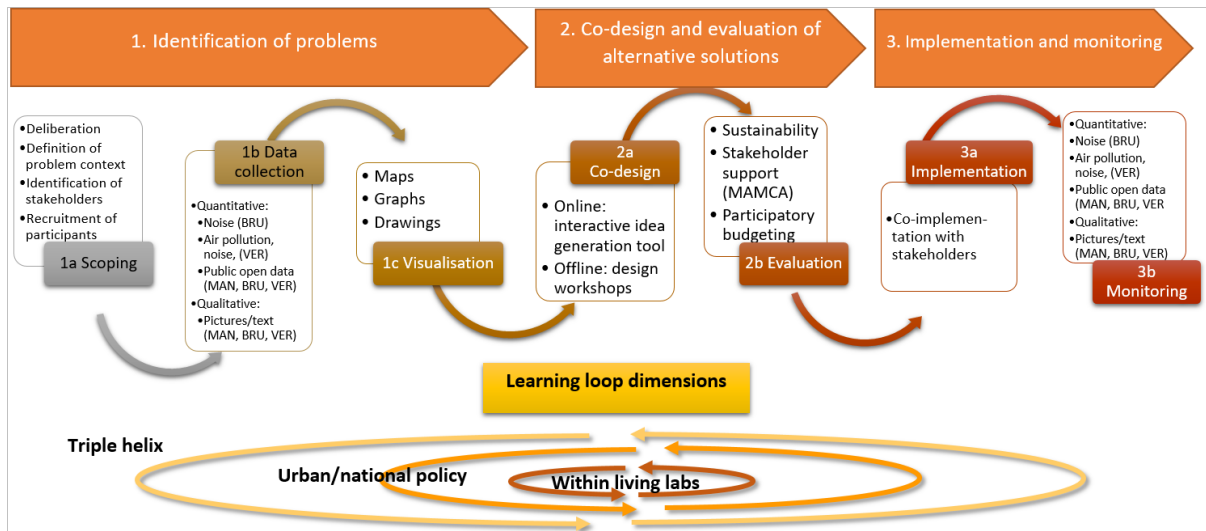 1. Identification of problems
2. Co-design and evaluation of
alternative solutions
3. Implementation and monitoring
•Deliberation
•Definition of
problem context
•Identification of
stakeholders
•Recruitment of
participants
1a Scoping
1b Data
collection
•Quantitative:
•Noise (BRU)
•Air pollution,
noise, (VER)
•Public open data
(MAN, BRU, VER)
•Qualitative:
•Pictures/text
(MAN, BRU, VER)
• Maps
• Graphs
• Drawings
1c Visualisation
2a
Co-design
• Online:
interactive idea
generation tool
• Offline: design
workshops
• Sustainability
• Stakeholder
support
(MAMCA)
• Participatory
budgeting
2b Evaluation
3a
Implementation
•Co-implemen-
tation with
stakeholders
•Quantitative:
•Noise (BRU)
•Air pollution,
noise, (VER)
•Public open data
(MAN, BRU, VER
•Qualitative:
•Pictures/text
(MAN, BRU, VER)
3b
Monitoring
Learning loop dimensions
Triple helix
Urban/national policy
Within living labs